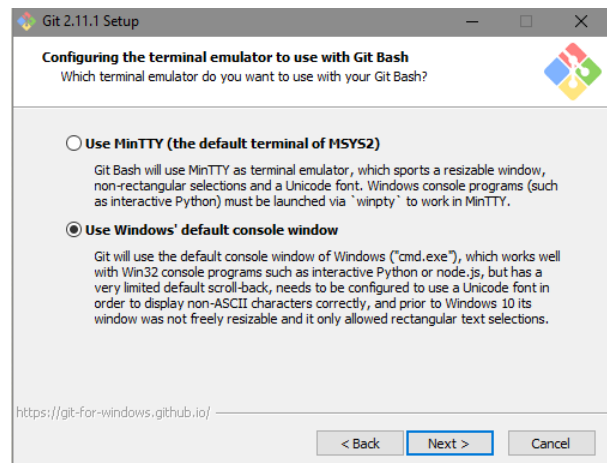 Git 2.11.1 Setup
Configuring the terminal emulator to use with Git Bash
Which terminal emulator do you want to use with your Git Bash?
Use MinTTY (the default terminal of MSYS2)
Git Bash will use MinTTY as terminal emulator, which sports a resizable window,
non-rectangular selections and a Unicode font. Windows console programs (such
as interactive Python) must be launched via `winpty` to work in MinTTY.
Use Windows' default console window
Git will use the default console window of Windows ("cmd.exe"), which works well
with Win32 console programs such as interactive Python or node.js, but has a
very limited default scroll-back, needs to be configured to use a Unicode font in
order to display non-ASCII characters correctly, and prior to Windows 10 its
window was not freely resizable and it only allowed rectangular text selections.
https://git-for-windows.github.io/
< Back Next > Cancel